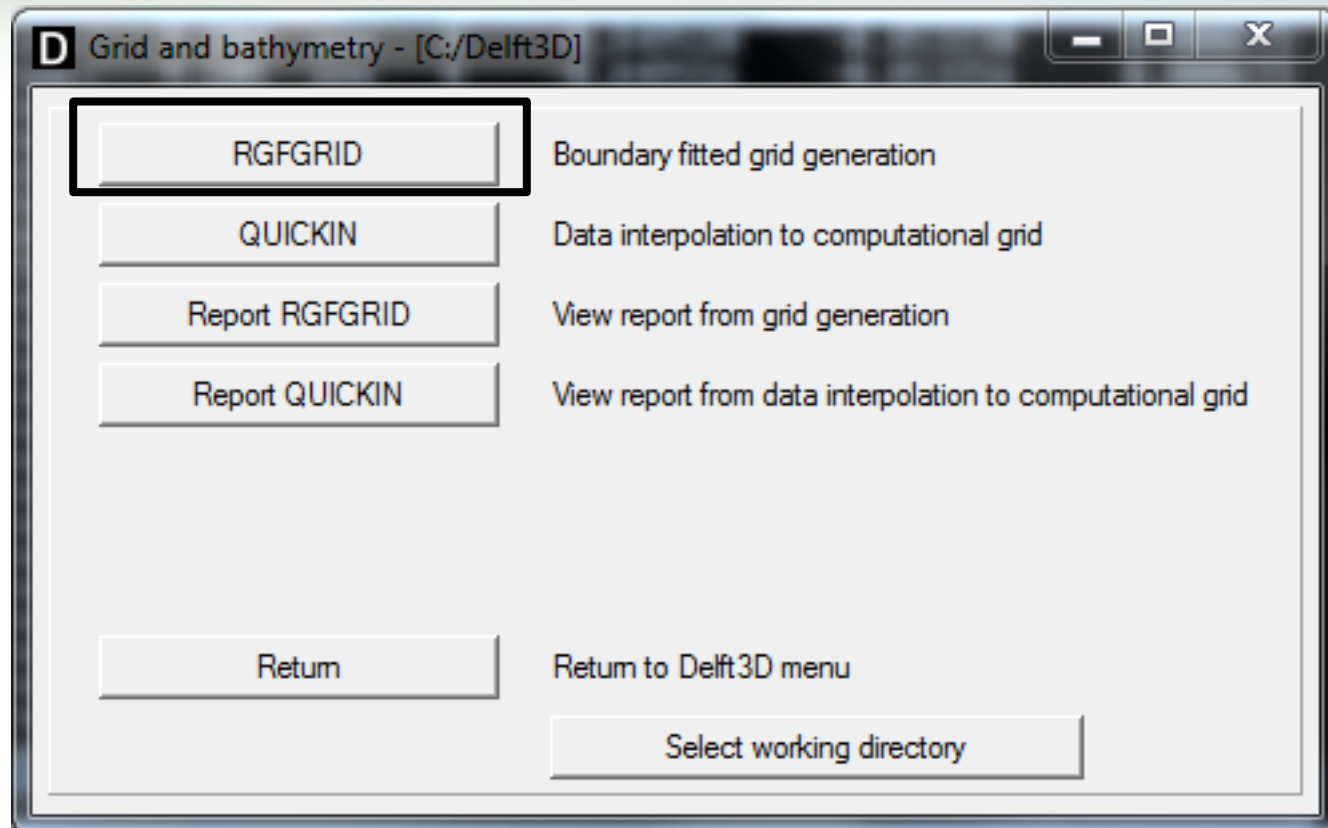 D Grid and bathymetry - [C:/Delft3D]
RGFGRID Boundary fitted grid generation
QUICKIN Data interpolation to computational grid
Report RGFGRID View report from grid generation
Report QUICKIN View report from data interpolation to computational grid
Return Return to Delft3D menu
Select working directory